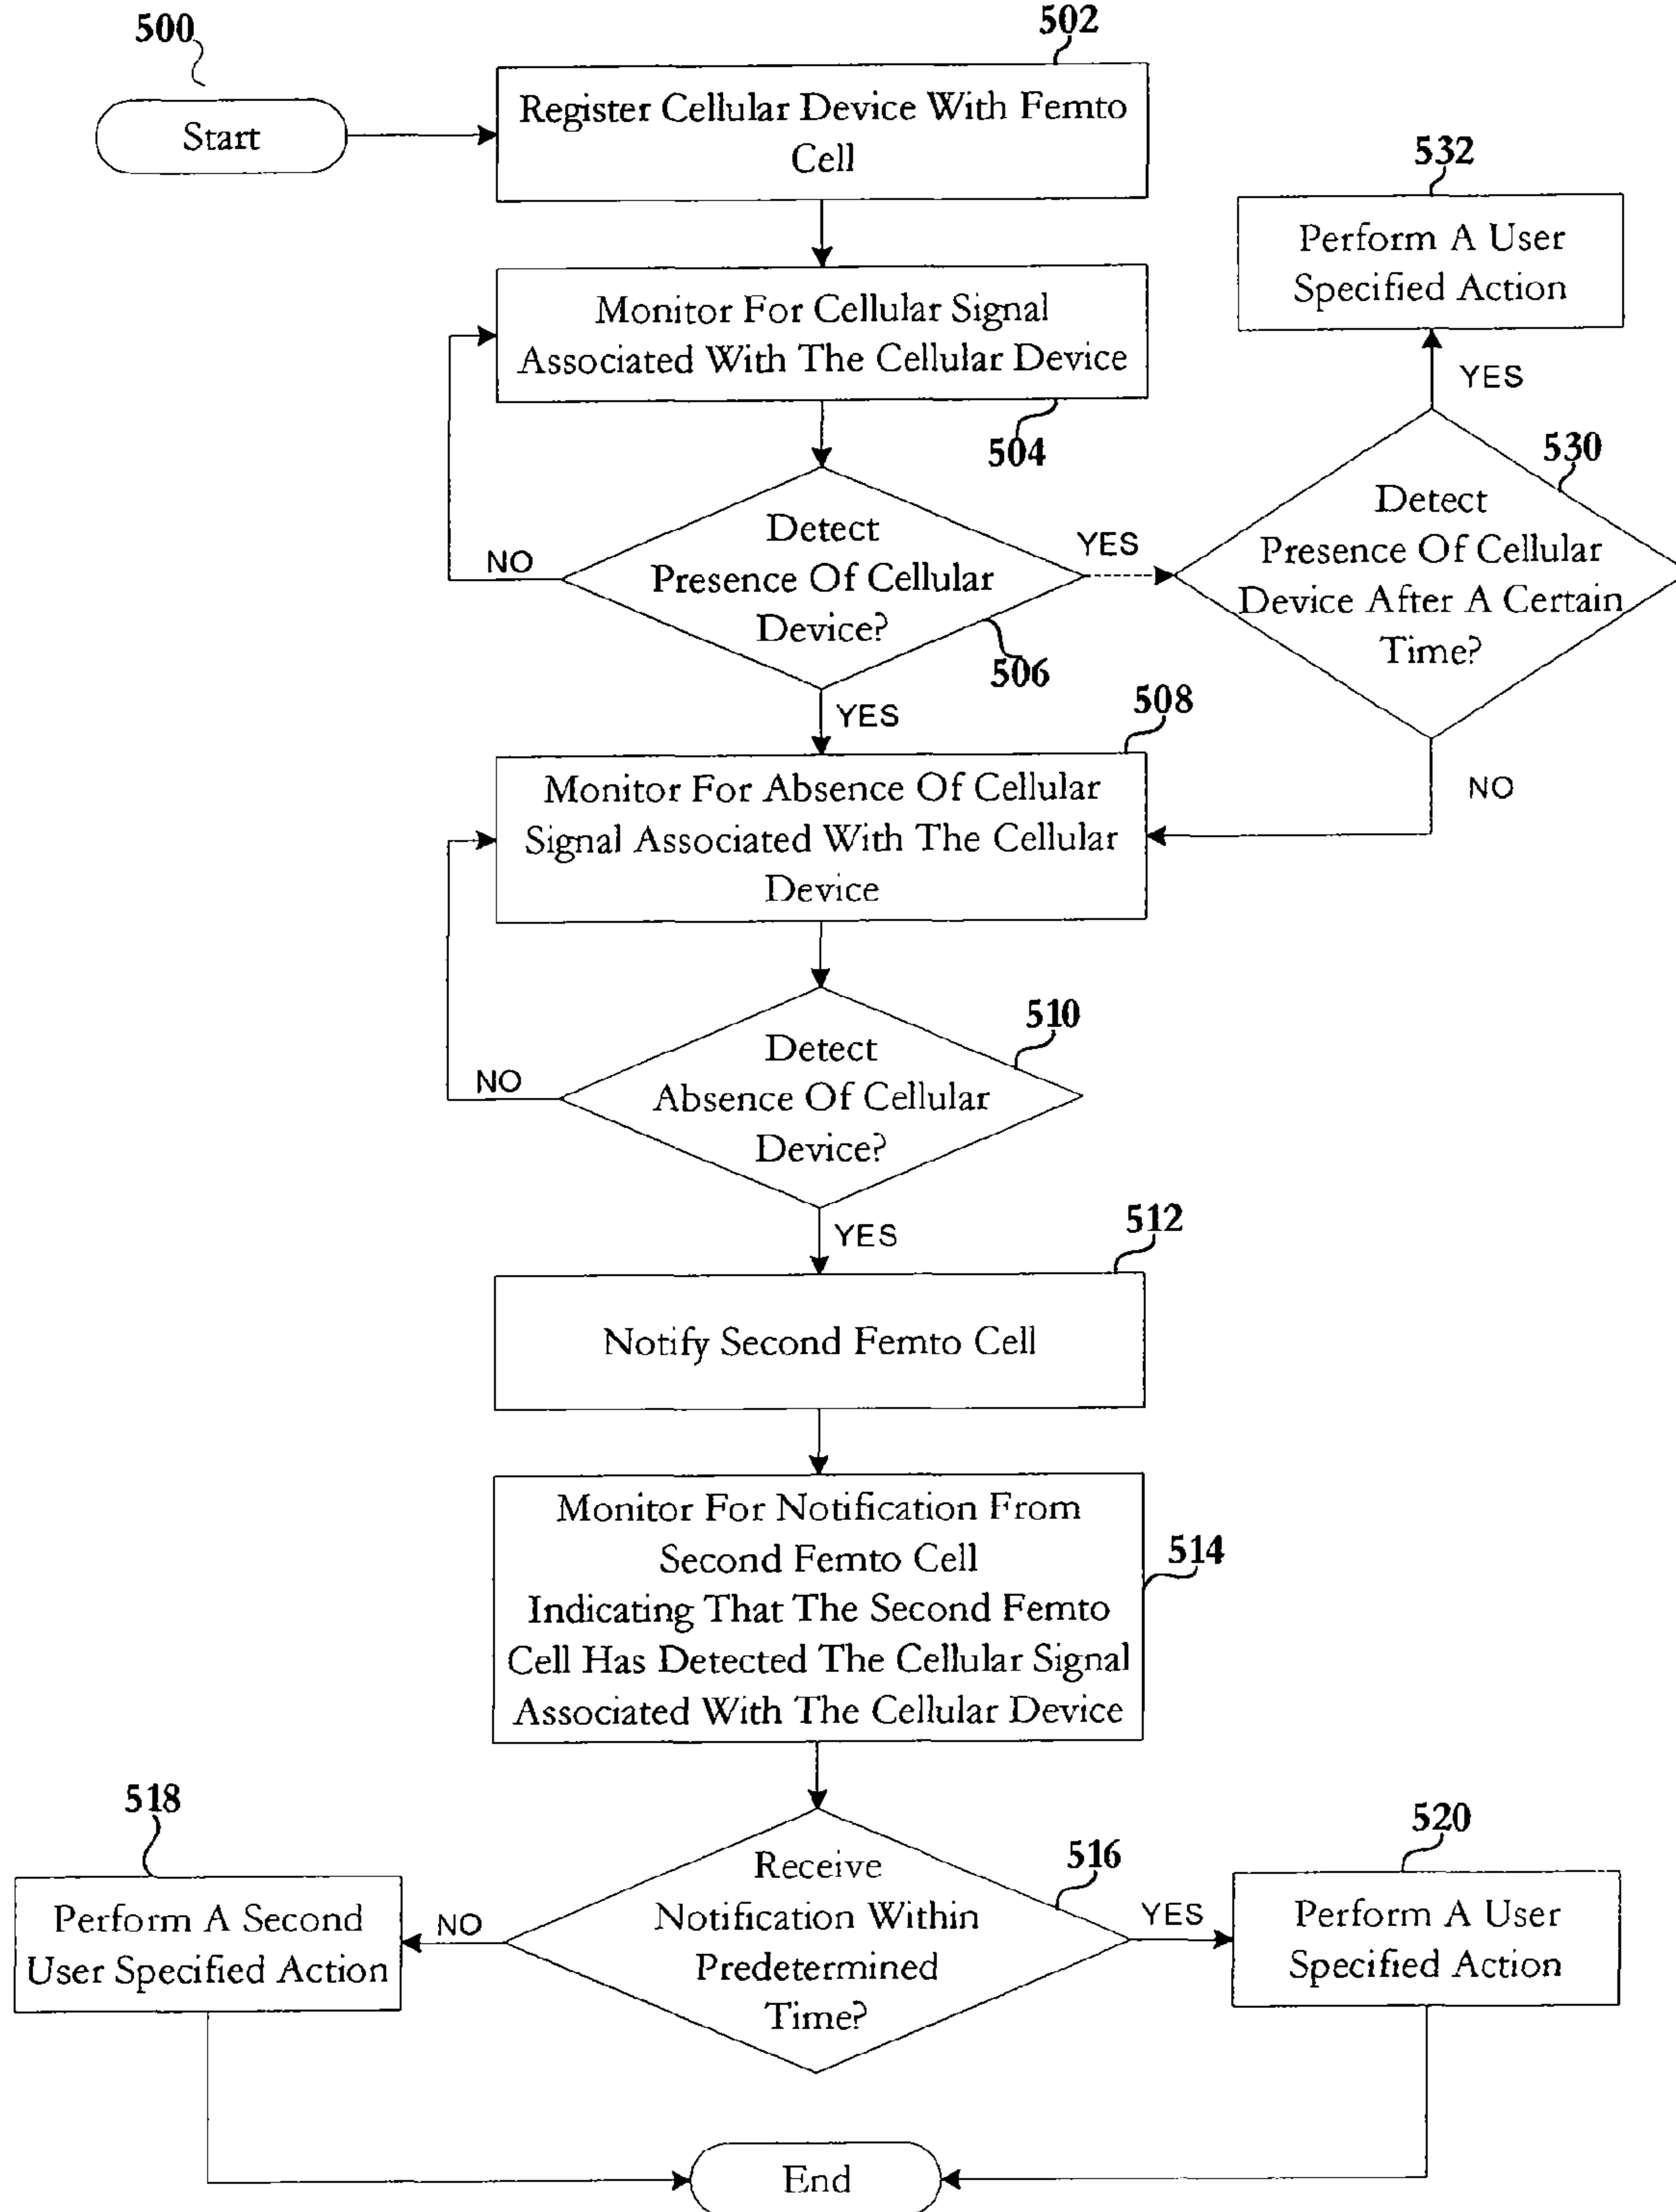 500
502
Start
Register Cellular Device With Femto
Cell
532
Perform A User
Specified Action
YES
Monitor For Cellular Signal
Associated With The Cellular Device
504
530
Detect
Presence Of Cellular
Device After A Certain
Time?
NO
Detect
Presence Of Cellular
Device?
NO
YES
506
YES
508
Monitor For Absence Of Cellular
Signal Associated With The Cellular
Device
510
Detect
Absence Of Cellular
Device?
NO
YES
512
Notify Second Femto Cell
Monitor For Notification From
Second Femto Cell
Indicating That The Second Femto
Cell Has Detected The Cellular Signal
Associated With The Cellular Device
514
516
Receive
Notification Within
Predetermined
Time?
NO
YES
518
Perform A Second
User Specified Action
520
Perform A User
Specified Action
End